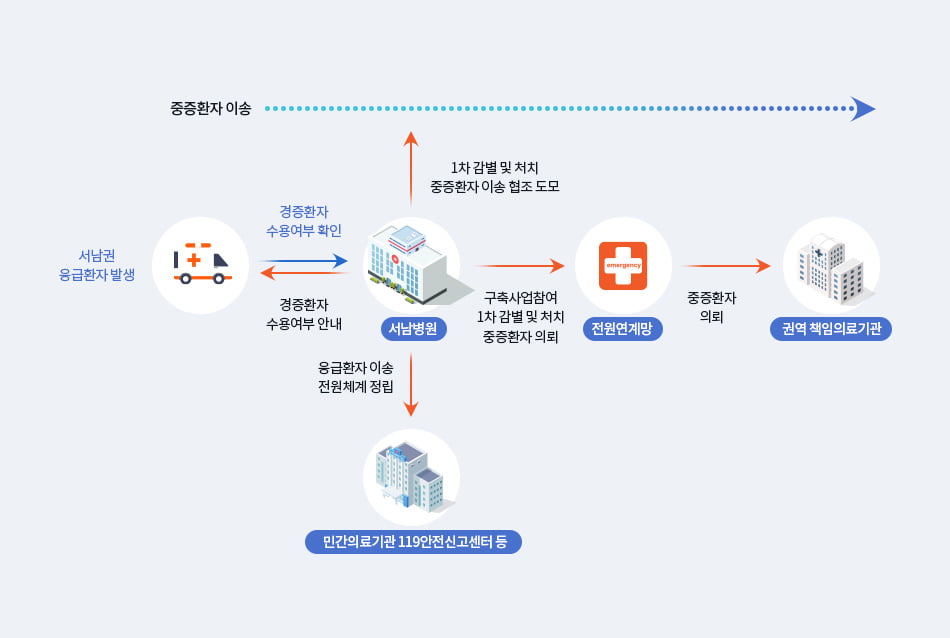 중증환자 이송
1차 감별 및 처치
중증환자 이송 협조 도모
서남권
응급환자 발생
경증환자
수용여부 확인
경증환자
수용여부 안내
서남병원
구축사업참여
1차 감별 및 처치
중증환자 의뢰
emergency
전원연계망
중증환자
의뢰
권역 책임의료기관
응급환자 이송
전원체계 정립
민간의료기관 119안전신고센터 등